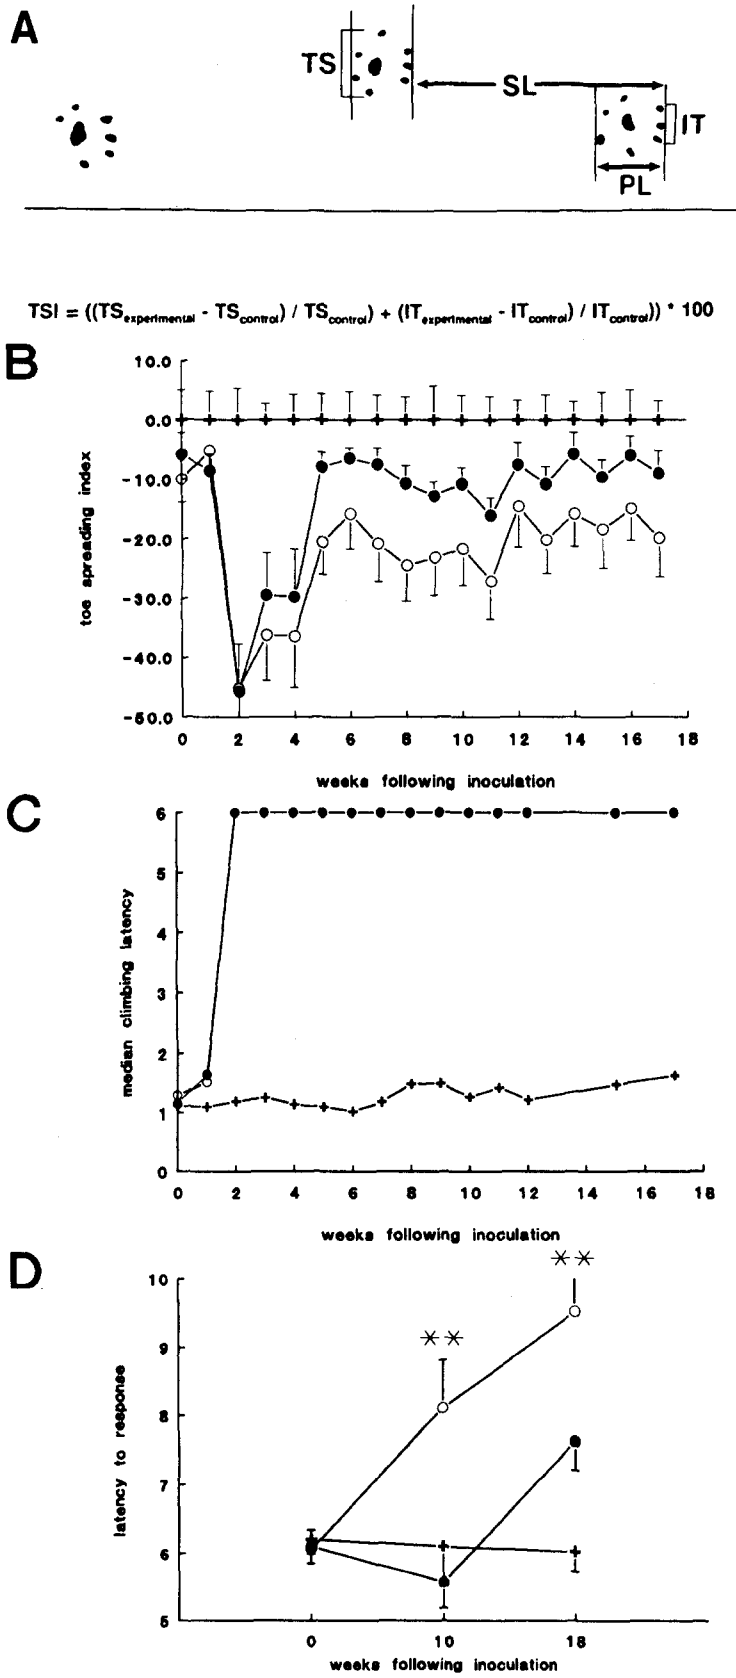 A
TS
SL
IT
PL
TSI = ((TSexperimental - TScontrol) / TScontrol) + (ITexperimental - ITcontrol) / ITcontrol)) * 100
B
10.0
0.0
-10.0
-20.0
-30.0
-40.0
-50.0
toe spreading index
0 2 4 6 8 10 12 14 16 18
weeks following inoculation
C
6
5
4
3
2
1
0
median climbing latency
0 2 4 6 8 10 12 14 16 18
weeks following inoculation
D
**
**
10
9
8
7
6
5
latency to response
0 10 18
weeks following inoculation